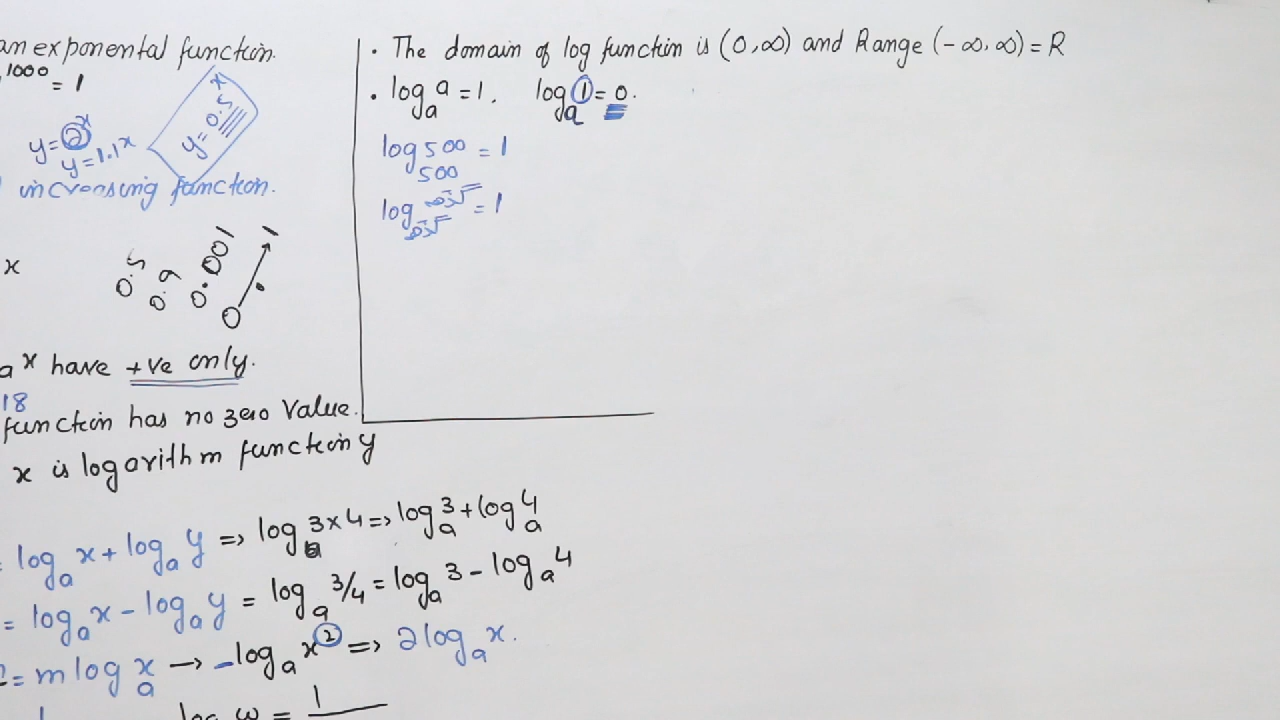 an exponental function.
1000 = 1
y=2^x
y=1.1^x
y=0.5^x
increasing function.
x
0.5
0.9
0.001
0
1
a^x have +ve only.
18
function has no zero Value.
x is logarithm function y
= log_a x + log_a y => log_a 3×4 => log_a 3 + log_a 4
= log_a x - log_a y = log_a 3/4 = log_a 3 - log_a 4
= m log_a x → -log_a x^2 => 2 log_a x.
log w = 1
. The domain of log function is (0,∞) and Range (-∞,∞) = R
. log_a a = 1. log_a 1 = 0.
log_500 500 = 1
log = 1